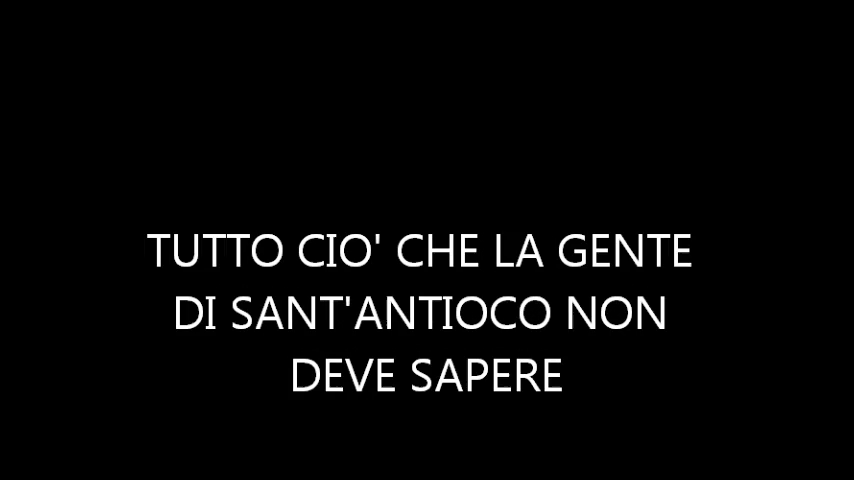 TUTTO CIO' CHE LA GENTE
DI SANT'ANTIOCO NON
DEVE SAPERE